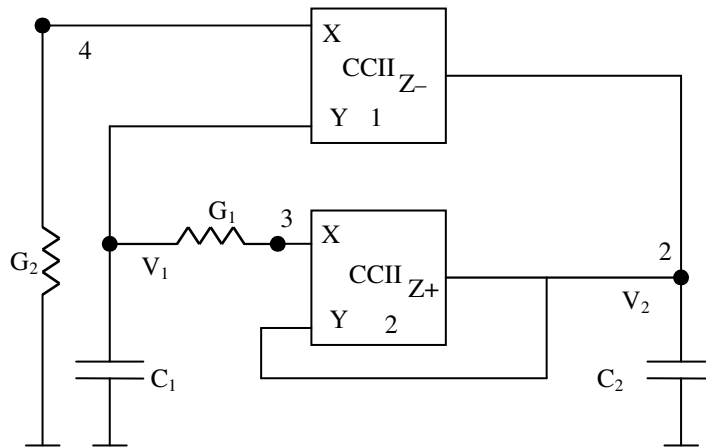 4
X
CCII
Z–
Y 1
G₁
3
X
V₁
G₂
CCII
Z+
Y 2
2
V₂
C₁
C₂